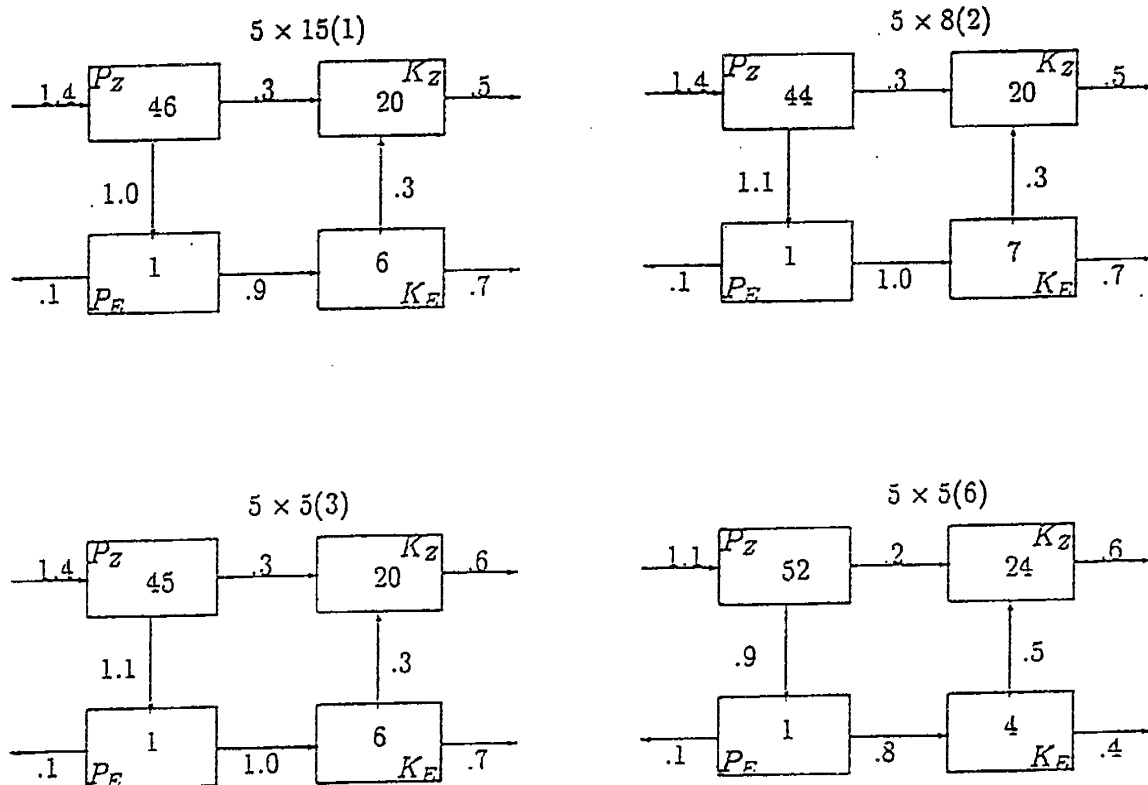 5 × 15(1)
P_Z K_Z
1.4 46 .3 20 .5
1.0 .3
1 6
.1 P_E .9 K_E .7
5 × 8(2)
P_Z K_Z
1.4 44 .3 20 .5
1.1 .3
1 7
.1 P_E 1.0 K_E .7
5 × 5(3)
P_Z K_Z
1.4 45 .3 20 .6
1.1 .3
1 6
.1 P_E 1.0 K_E .7
5 × 5(6)
P_Z K_Z
1.1 52 .2 24 .6
.9 .5
1 4
.1 P_E .8 K_E .4